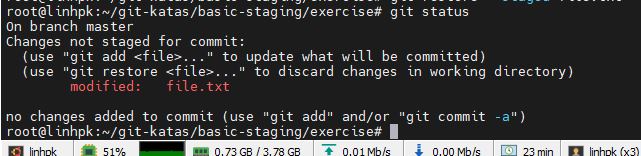 root@linhpk:~/git-katas/basic-staging/exercise# git status
On branch master
Changes not staged for commit:
  (use "git add <file>..." to update what will be committed)
  (use "git restore <file>..." to discard changes in working directory)
        modified:   file.txt

no changes added to commit (use "git add" and/or "git commit -a")
root@linhpk:~/git-katas/basic-staging/exercise#
linhpk 51% 0.73 GB / 3.78 GB 0.01 Mb/s 0.00 Mb/s 23 min linhpk (x3)